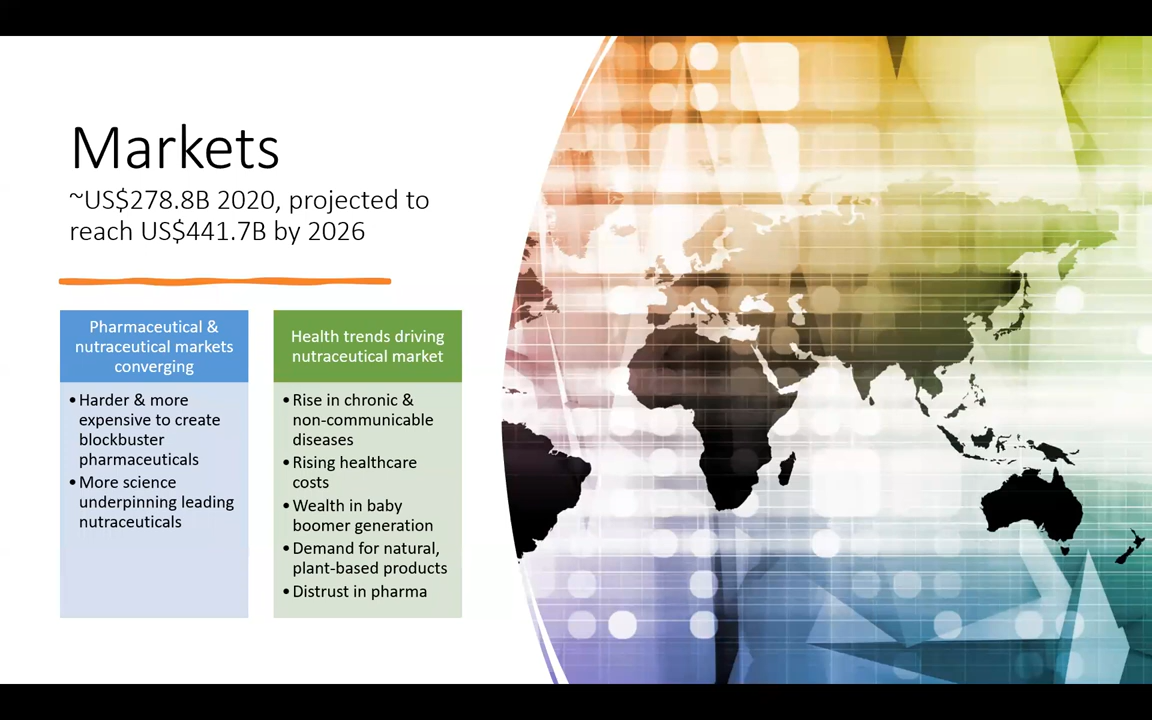 Markets
~US$278.8B 2020, projected to
reach US$441.7B by 2026
Pharmaceutical &
nutraceutical markets
converging
•Harder & more
expensive to create
blockbuster
pharmaceuticals
•More science
underpinning leading
nutraceuticals
Health trends driving
nutraceutical market
•Rise in chronic &
non-communicable
diseases
•Rising healthcare
costs
•Wealth in baby
boomer generation
•Demand for natural,
plant-based products
•Distrust in pharma